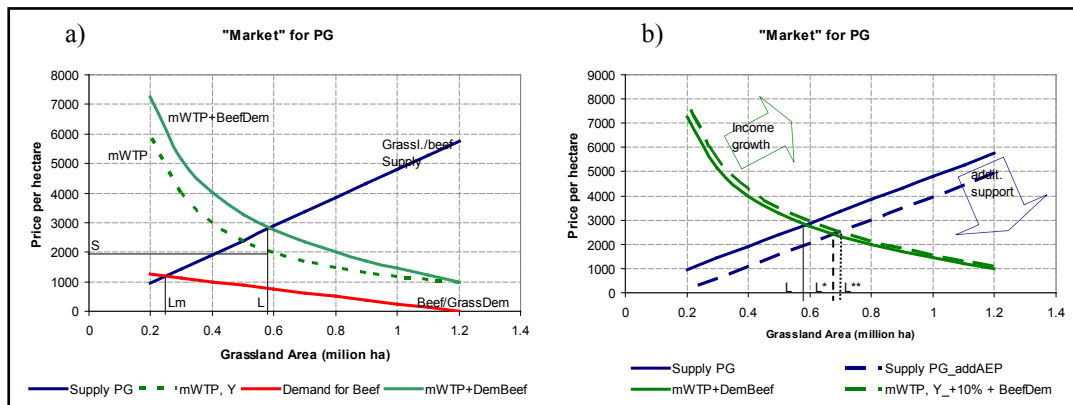 a)
"Market" for PG
Price per hectare
8000
7000
6000
5000
4000
3000
2000
1000
0
mWTP+BeefDem
mWTP
Grassl./beef
Supply
S
Lm
L
Beef/GrassDem
0
0.2
0.4
0.6
0.8
1
1.2
1.4
Grassland Area (milion ha)
Supply PG
mWTP, Y
Demand for Beef
mWTP+DemBeef
b)
"Market" for PG
Price per hectare
9000
8000
7000
6000
5000
4000
3000
2000
1000
0
Income
growth
addit.
support
L
L*
L**
0
0.2
0.4
0.6
0.8
1
1.2
1.4
Grassland Area (milion ha)
Supply PG
Supply PG_addAEP
mWTP+DemBeef
mWTP, Y_+10% + BeefDem